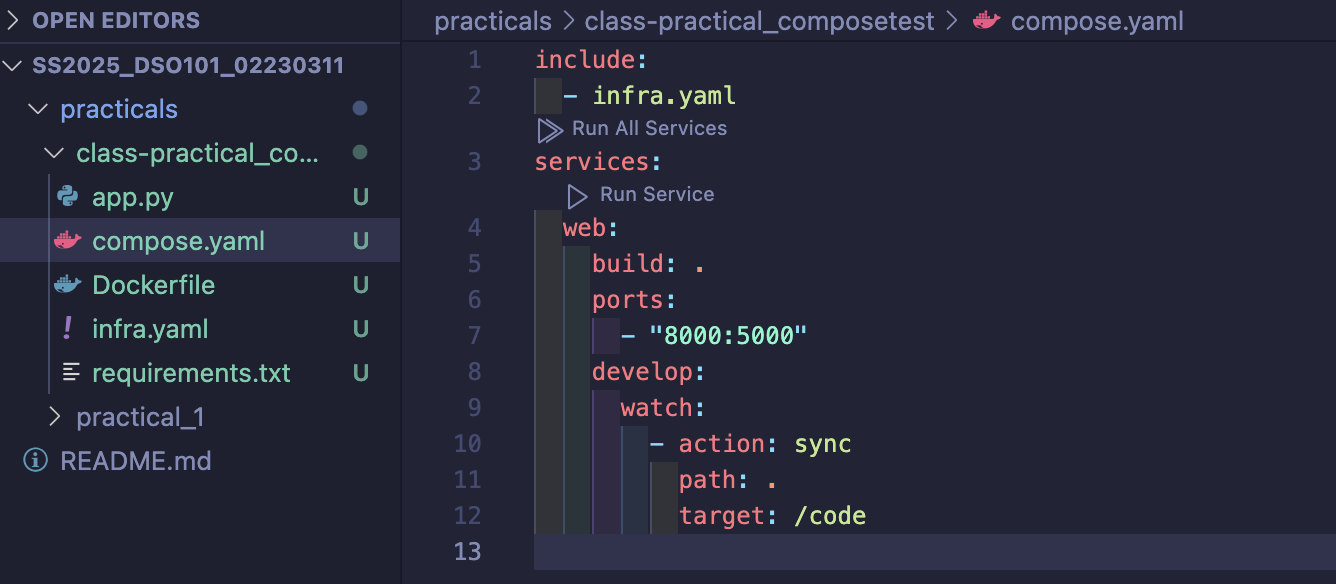 OPEN EDITORS
SS2025_DSO101_02230311
practicals
class-practical_co...
app.py U
compose.yaml U
Dockerfile U
infra.yaml U
requirements.txt U
practical_1
README.md
practicals > class-practical_composetest > compose.yaml
1 include:
2 - infra.yaml
Run All Services
3 services:
Run Service
4 web:
5 build: .
6 ports:
7 - "8000:5000"
8 develop:
9 watch:
10 - action: sync
11 path: .
12 target: /code
13